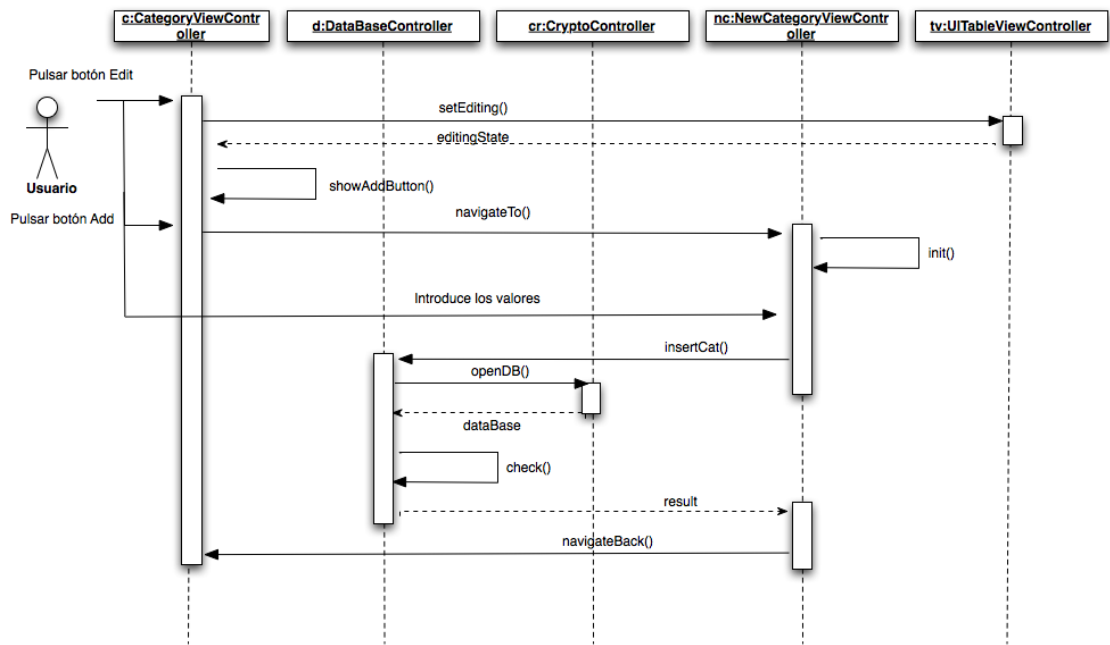 c:CategoryViewContr
oller
d:DataBaseController
cr:CryptoController
nc:NewCategoryViewContr
oller
tv:UITableViewController
Pulsar botón Edit
setEditing()
editingState
Usuario
showAddButton()
Pulsar botón Add
navigateTo()
init()
Introduce los valores
insertCat()
openDB()
dataBase
check()
result
navigateBack()